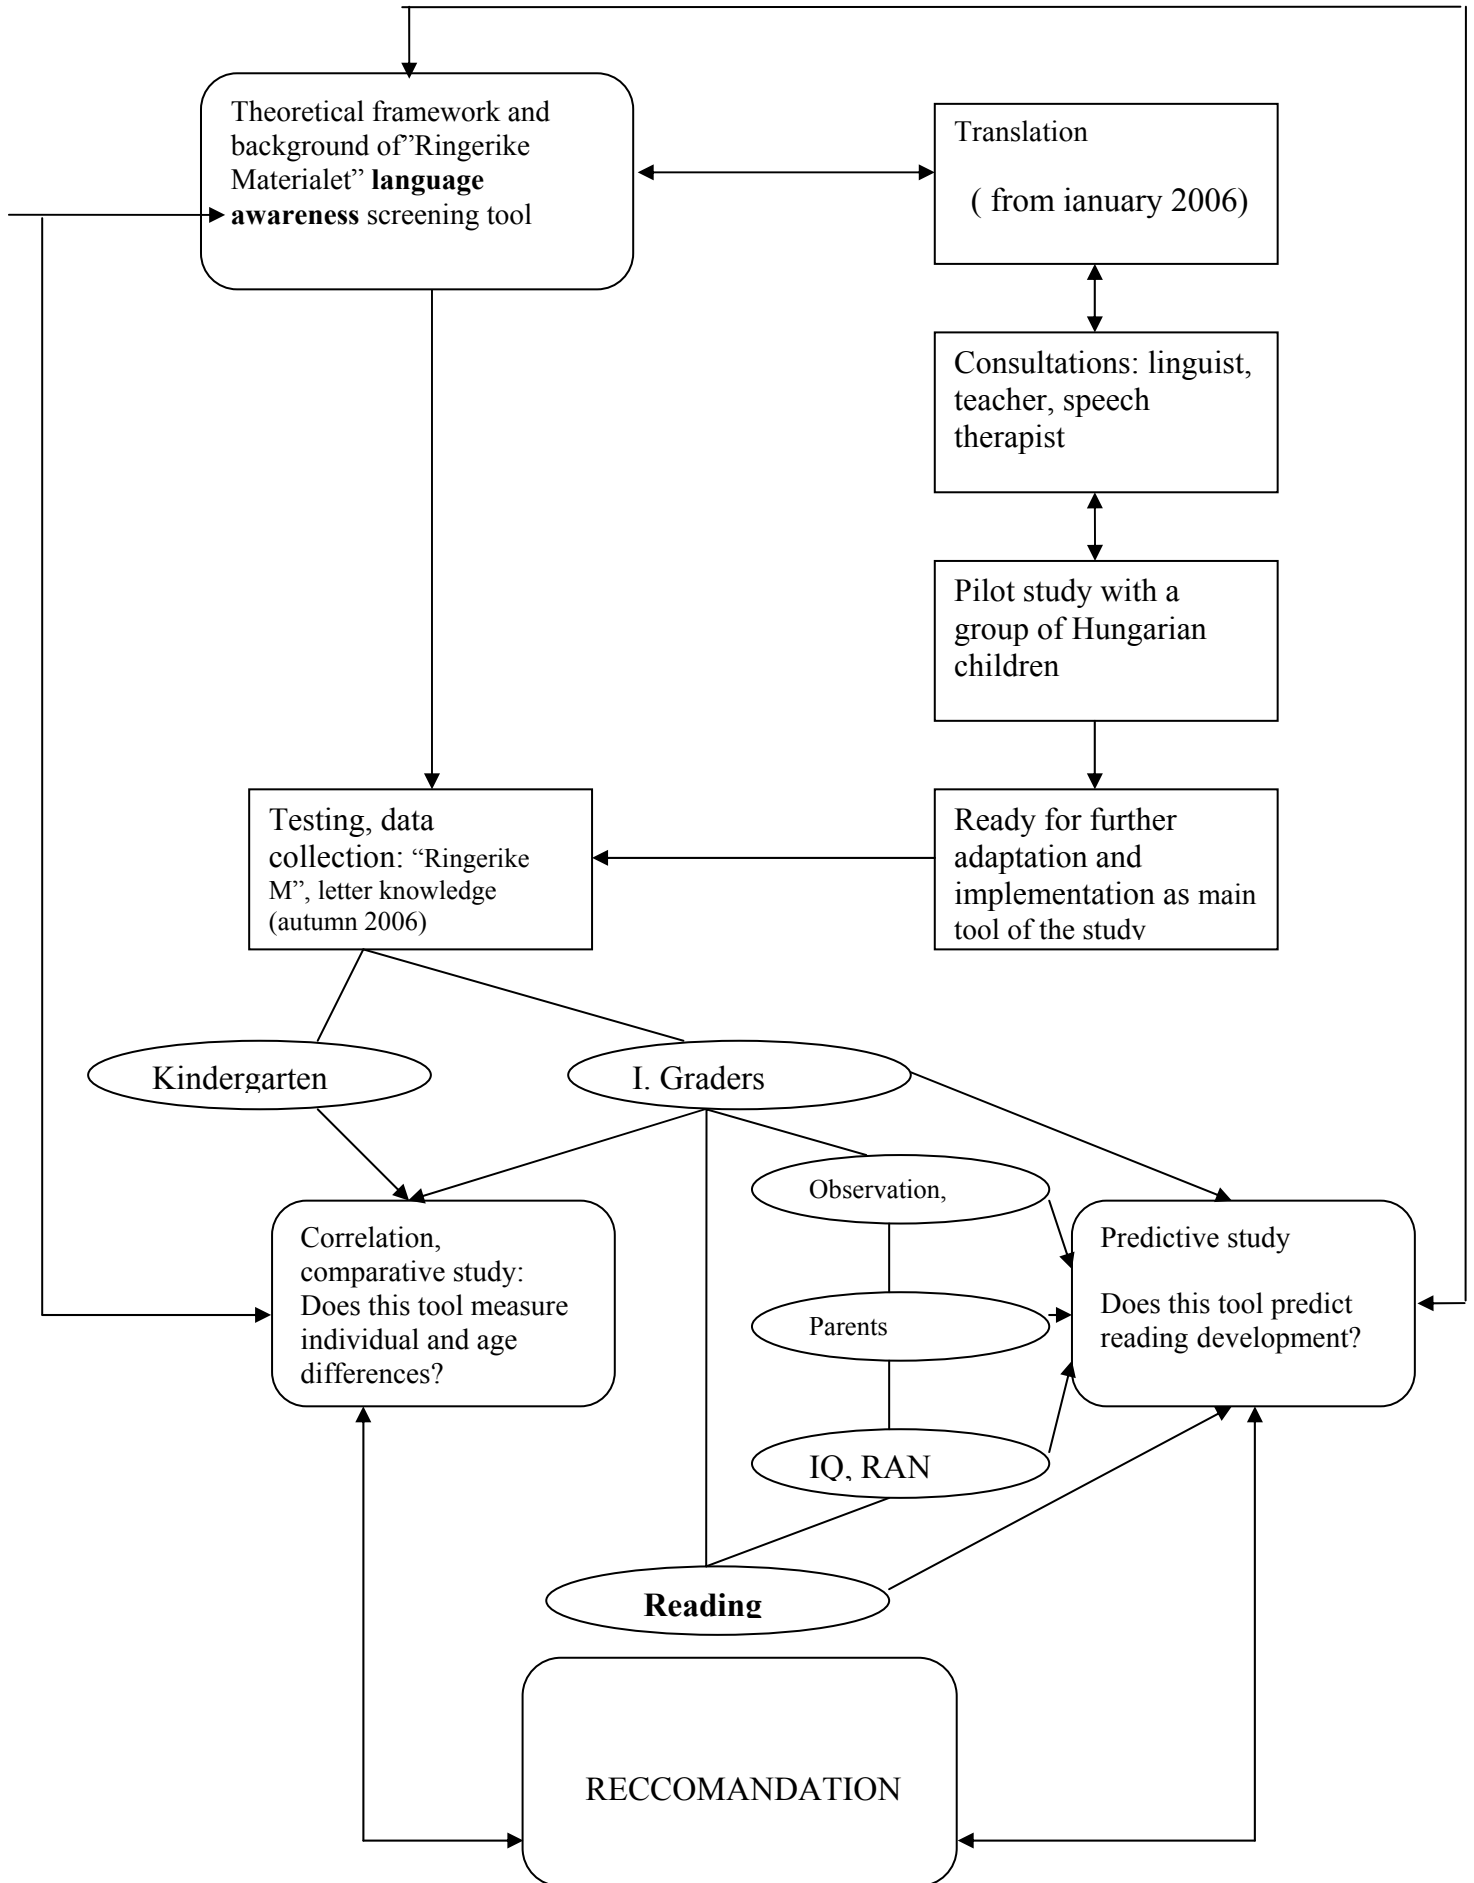 Theoretical framework and
background of”Ringerike
Materialet” language
awareness screening tool
Translation
( from ianuary 2006)
Consultations: linguist,
teacher, speech
therapist
Pilot study with a
group of Hungarian
children
Testing, data
collection: “Ringerike
M”, letter knowledge
(autumn 2006)
Ready for further
adaptation and
implementation as main
tool of the study
Kindergarten
I. Graders
Observation,
Correlation,
comparative study:
Does this tool measure
individual and age
differences?
Parents
Predictive study
Does this tool predict
reading development?
IQ, RAN
Reading
RECCOMANDATION